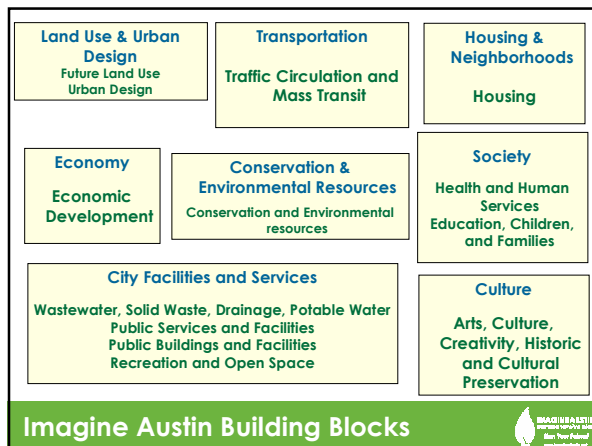 Land Use & Urban
Design
Future Land Use
Urban Design
Transportation
Traffic Circulation and
Mass Transit
Housing &
Neighborhoods
Housing
Economy
Economic
Development
Conservation &
Environmental Resources
Conservation and Environmental
resources
Society
Health and Human
Services
Education, Children,
and Families
City Facilities and Services
Wastewater, Solid Waste, Drainage, Potable Water
Public Services and Facilities
Public Buildings and Facilities
Recreation and Open Space
Culture
Arts, Culture,
Creativity, Historic
and Cultural
Preservation
Imagine Austin Building Blocks